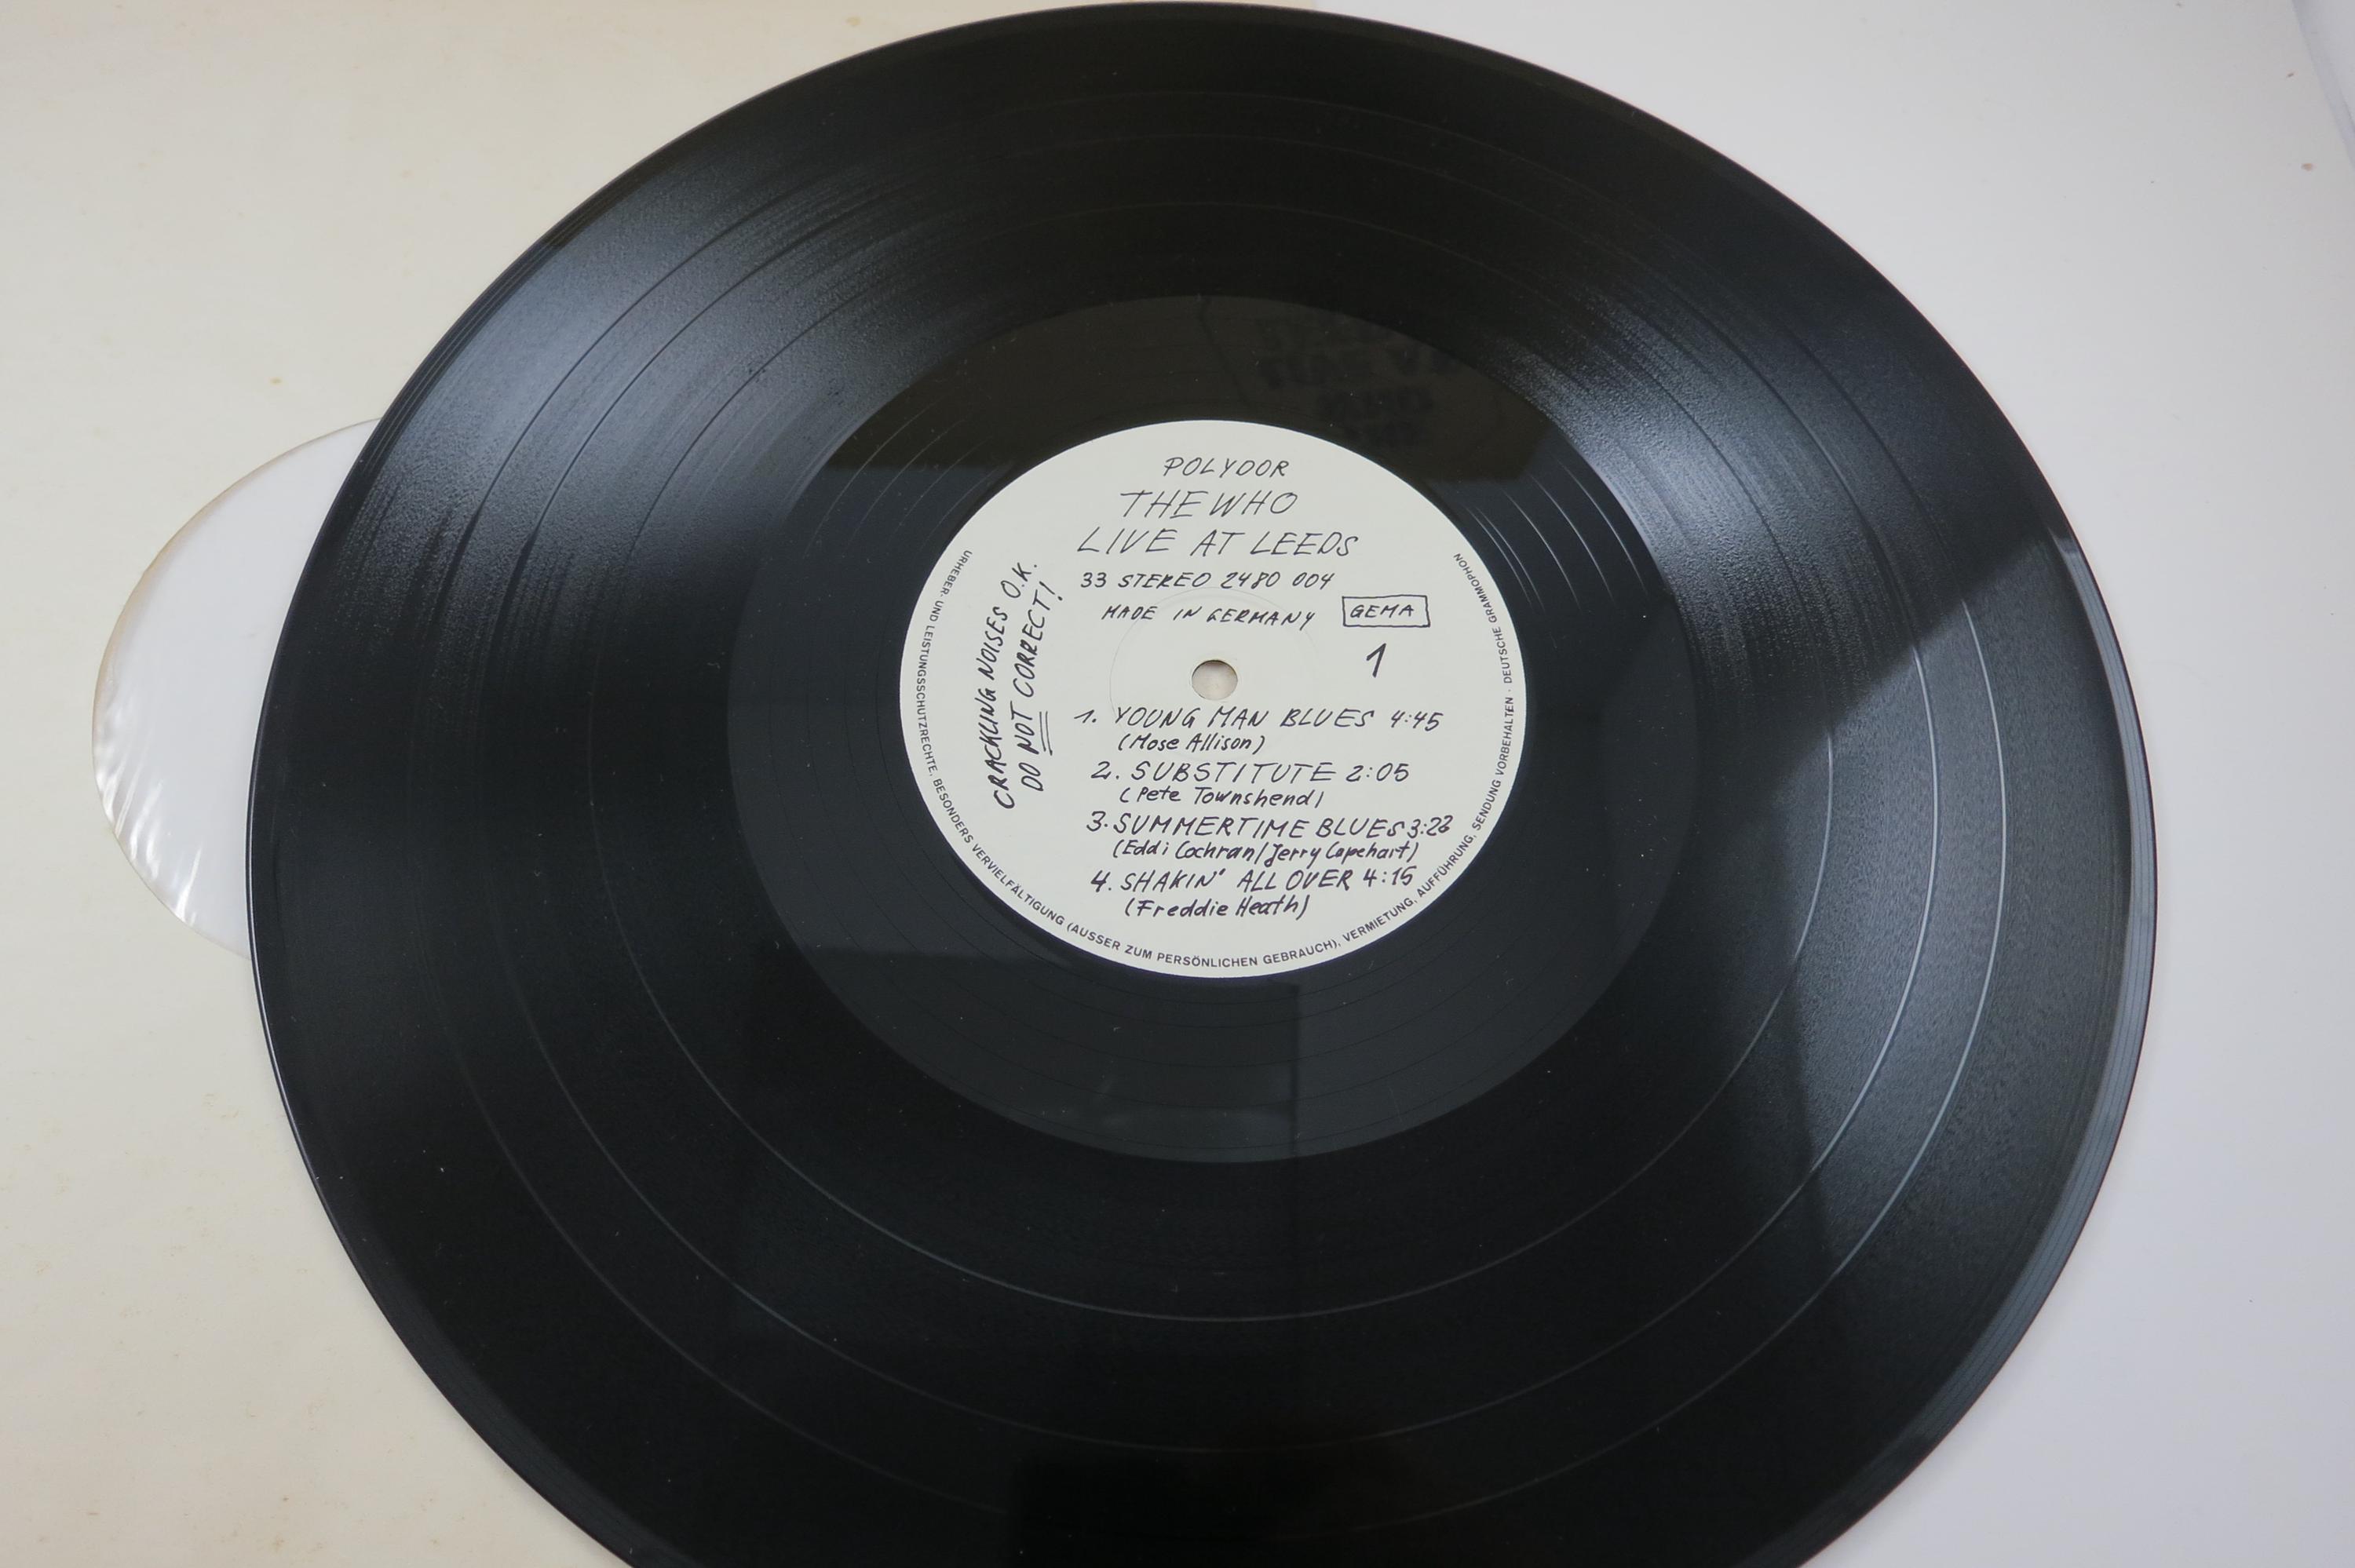 POLYDOR
THE WHO
LIVE AT LEEDS
33 STEREO 2480 004
MADE IN GERMANY
GEMA
1
CRACKLING NOISES O.K.
DO NOT CORRECT!
1. YOUNG MAN BLUES 4:45
(Mose Allison)
2. SUBSTITUTE 2:05
(Pete Townshend)
3. SUMMERTIME BLUES 3:22
(Eddi Cochran/Jerry Capehart)
4. SHAKIN' ALL OVER 4:15
(Freddie Heath)
URHEBER- UND LEISTUNGSSCHUTZRECHTE, BESONDERS VERVIELFÄLTIGUNG (AUSSER ZUM PERSÖNLICHEN GEBRAUCH), VERMIETUNG, AUFFÜHRUNG, SENDUNG VORBEHALTEN · DEUTSCHE GRAMMOPHON